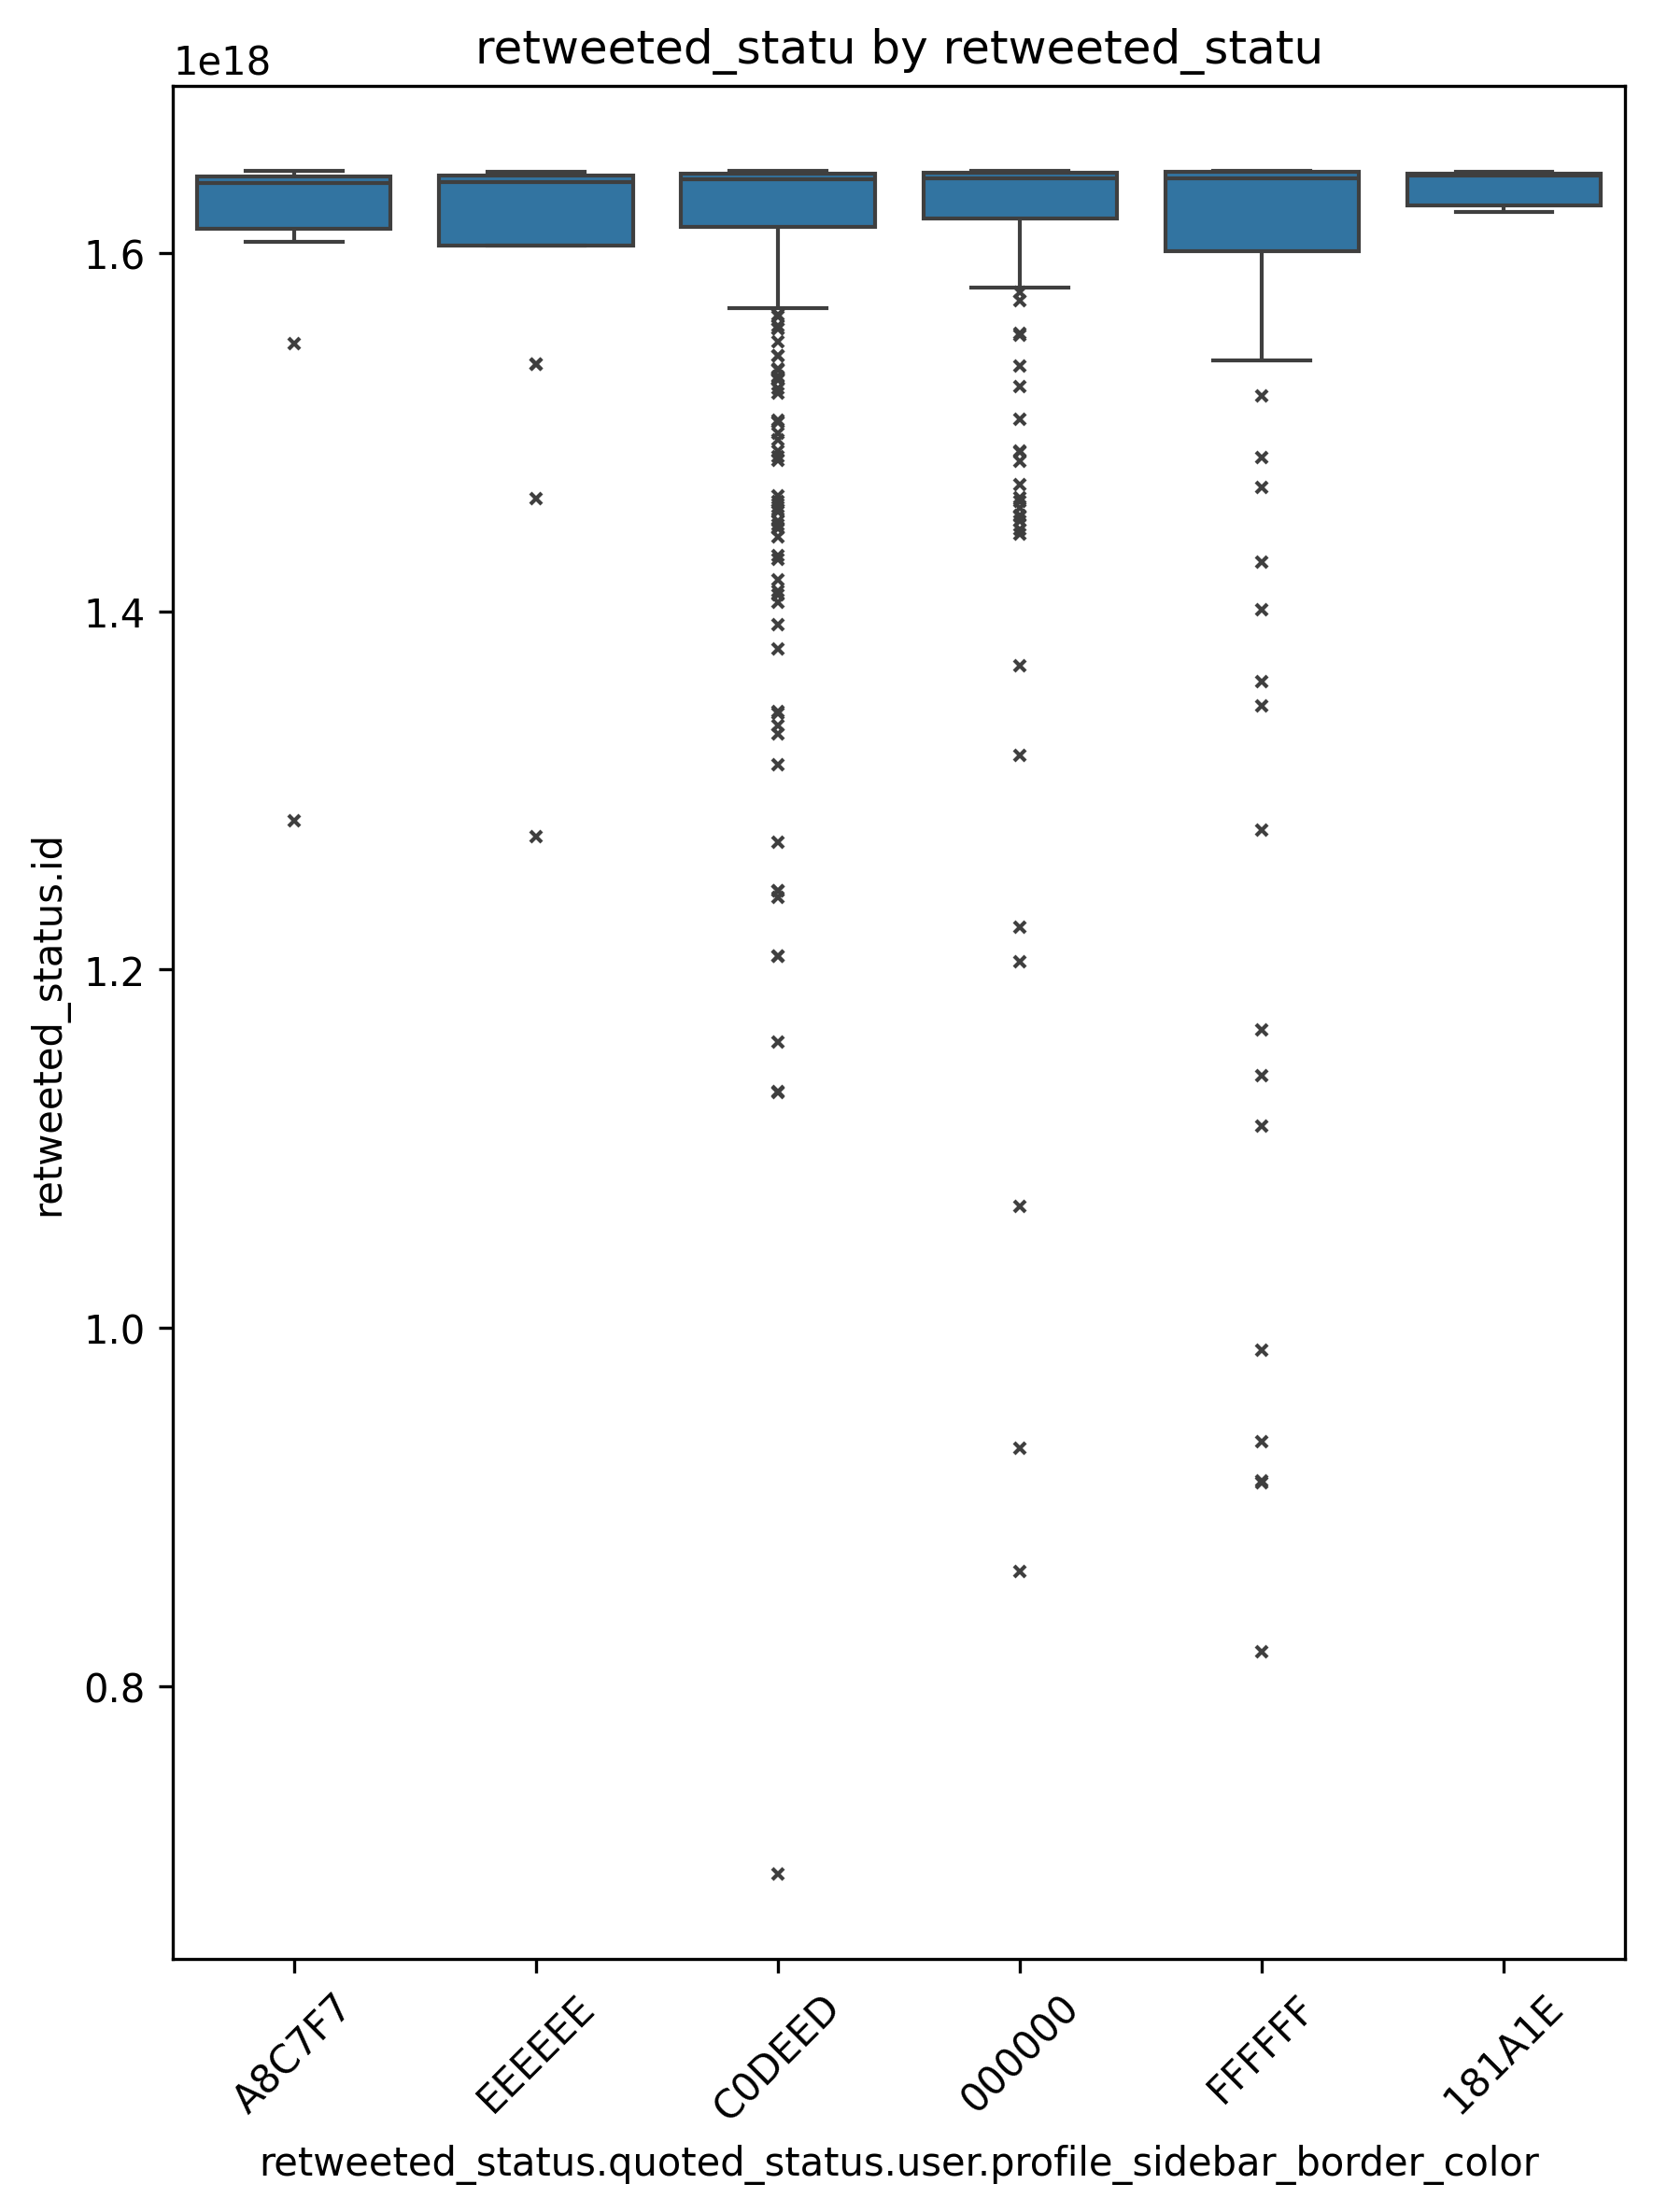 retweeted_statu by retweeted_statu
1e18
1.6
1.4
1.2
1.0
0.8
retweeted_status.id
A8C7F7
EEEEEE
C0DEED
000000
FFFFFF
181A1E
retweeted_status.quoted_status.user.profile_sidebar_border_color